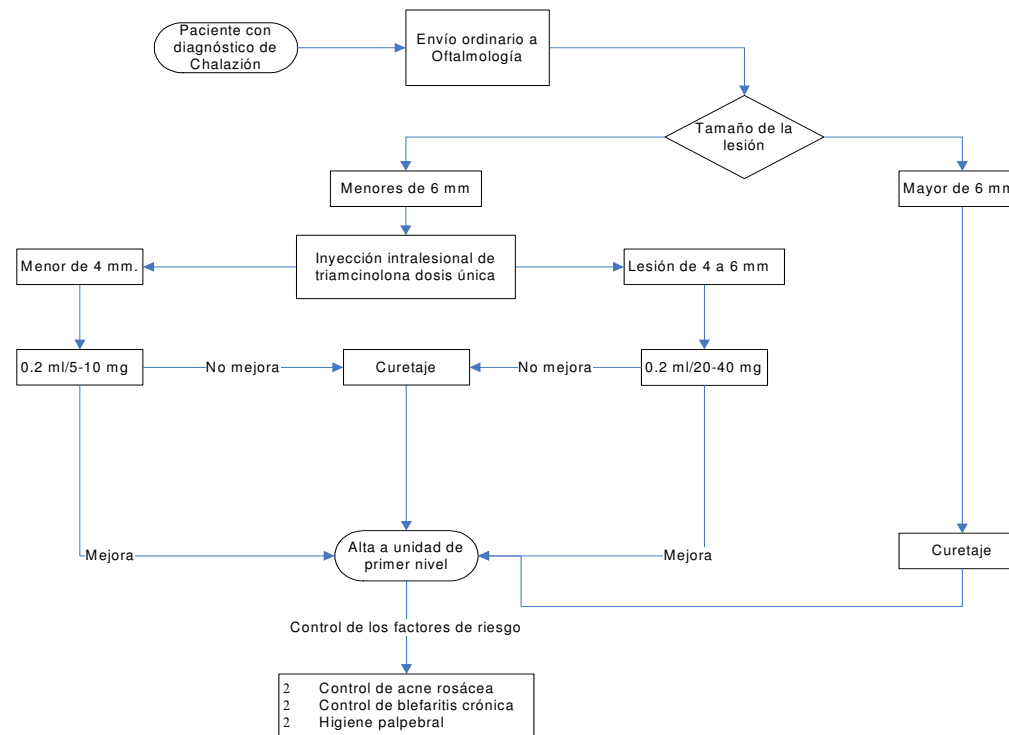 Paciente con
diagnóstico de
Chalazión
Envío ordinario a
Oftalmología
Tamaño de la
lesión
Menores de 6 mm
Mayor de 6 mm
Inyección intralesional de
triamcinolona dosis única
Menor de 4 mm.
Lesión de 4 a 6 mm
0.2 ml/5-10 mg
No mejora
Curetaje
No mejora
0.2 ml/20-40 mg
Mejora
Alta a unidad de
primer nivel
Mejora
Curetaje
Control de los factores de riesgo
2 Control de acne rosácea
2 Control de blefaritis crónica
2 Higiene palpebral